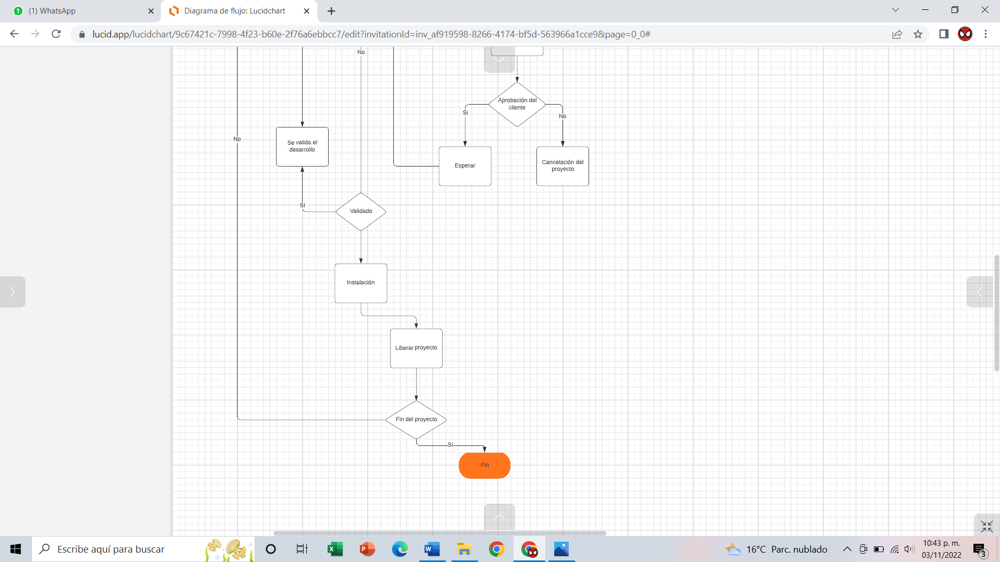 (1) WhatsApp
Diagrama de flujo: Lucidchart
lucid.app/lucidchart/9c67421c-7998-4f23-b60e-2f76a6ebbcc7/edit?invitationId=inv_af919598-8266-4174-bf5d-563966a1cce9&page=0_0#
No
Aprobación del
cliente
Si
No
No
Se valida el
desarrollo
Esperar
Cancelación del
proyecto
Sí
Validado
Instalación
Liberar proyecto
Fin del proyecto
Sí
Fin
Escribe aquí para buscar
16°C Parc. nublado
10:43 p. m.
03/11/2022
3